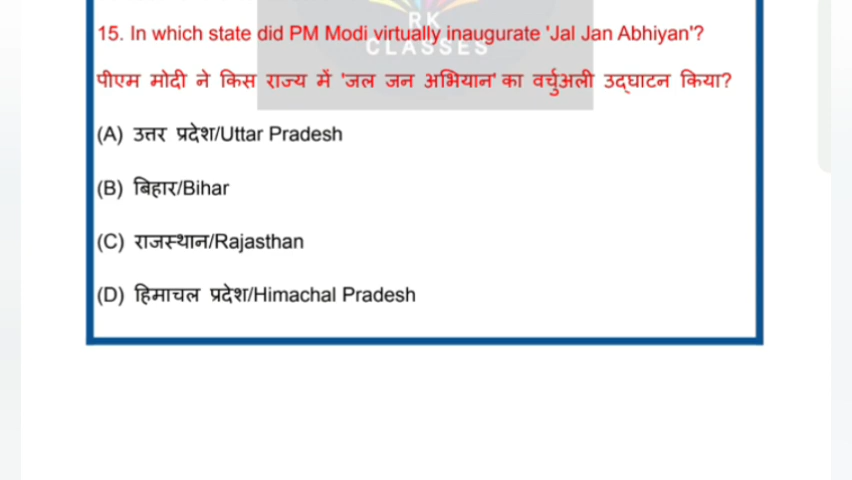 RK
CLASSES
15. In which state did PM Modi virtually inaugurate 'Jal Jan Abhiyan'?
पीएम मोदी ने किस राज्य में 'जल जन अभियान' का वर्चुअली उद्घाटन किया?
(A) उत्तर प्रदेश/Uttar Pradesh
(B) बिहार/Bihar
(C) राजस्थान/Rajasthan
(D) हिमाचल प्रदेश/Himachal Pradesh